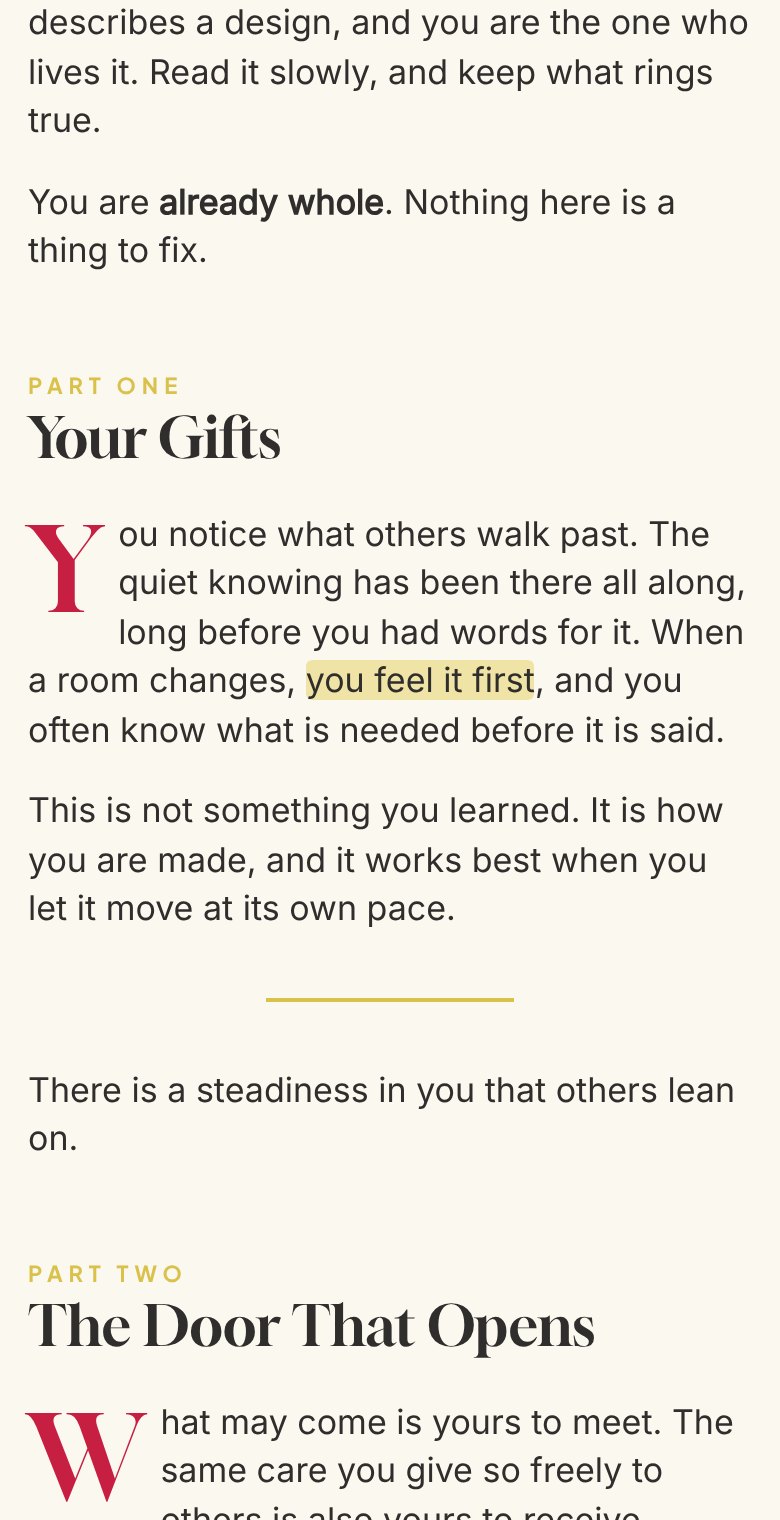 describes a design, and you are the one who
lives it. Read it slowly, and keep what rings
true.
You are already whole. Nothing here is a
thing to fix.
PART ONE
Your Gifts
You notice what others walk past. The
quiet knowing has been there all along,
long before you had words for it. When
a room changes, you feel it first, and you
often know what is needed before it is said.
This is not something you learned. It is how
you are made, and it works best when you
let it move at its own pace.
There is a steadiness in you that others lean
on.
PART TWO
The Door That Opens
What may come is yours to meet. The
same care you give so freely to
others is also yours to receive